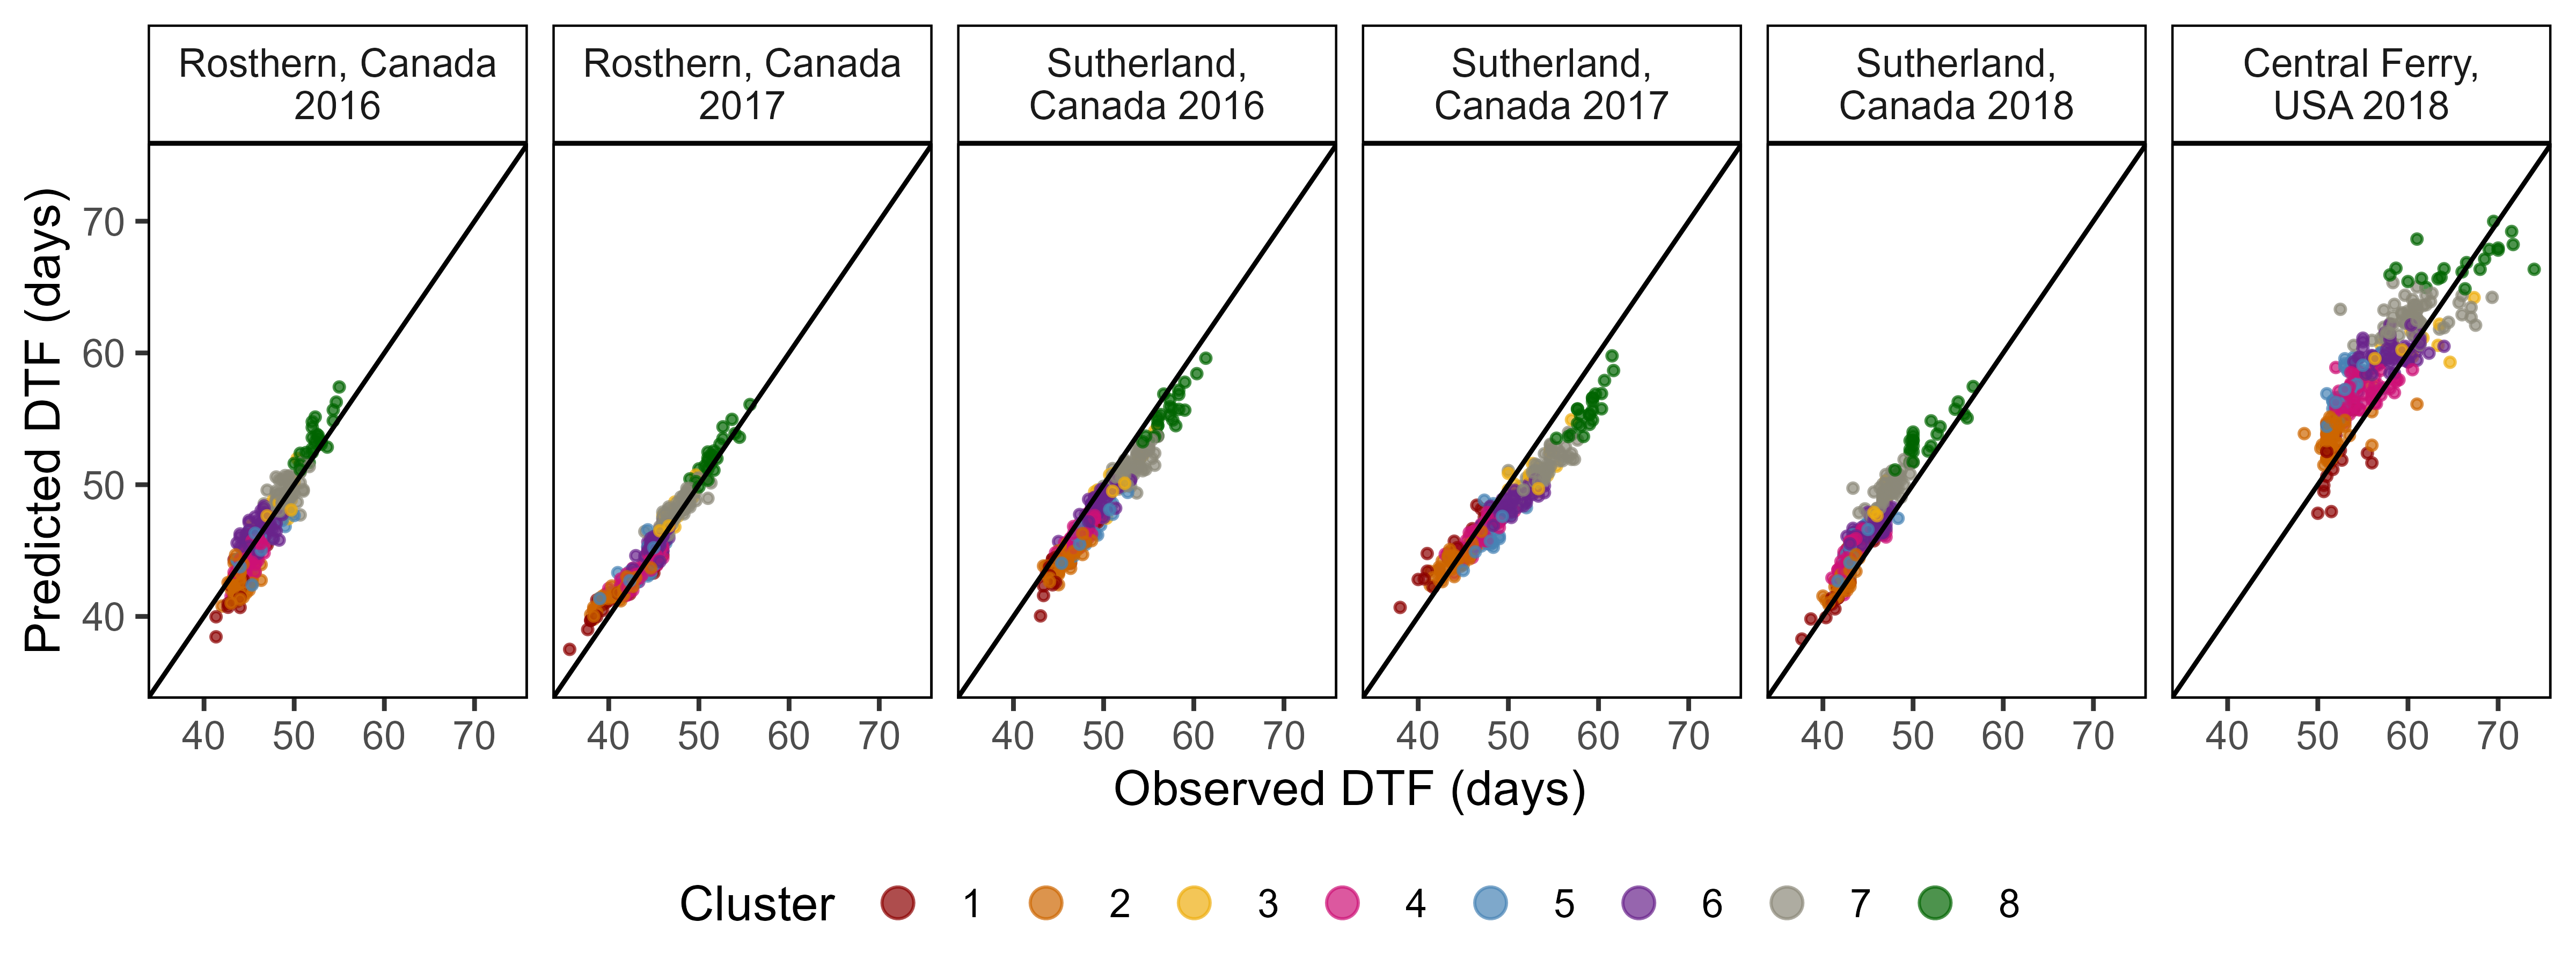 Rosthern, Canada
2016
Rosthern, Canada
2017
Sutherland,
Canada 2016
Sutherland,
Canada 2017
Sutherland,
Canada 2018
Central Ferry,
USA 2018
Predicted DTF (days)
70
60
50
40
40 50 60 70
40 50 60 70
40 50 60 70
40 50 60 70
40 50 60 70
40 50 60 70
Observed DTF (days)
Cluster 1 2 3 4 5 6 7 8